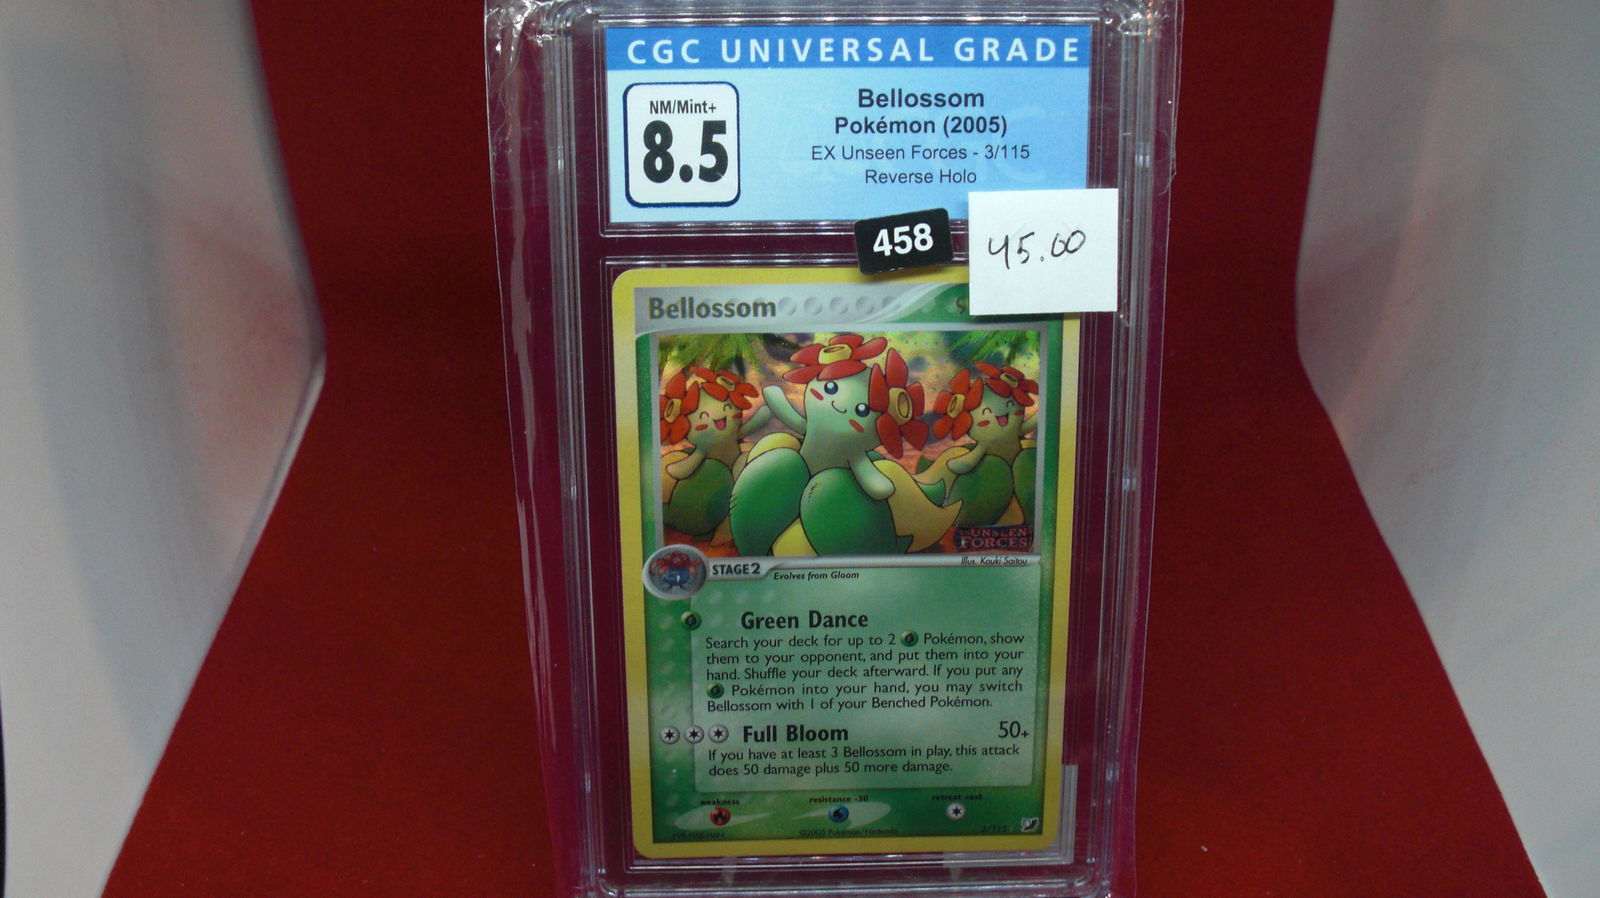 CGC UNIVERSAL GRADE
NM/Mint+
8.5
Bellossom
Pokémon (2005)
EX Unseen Forces - 3/115
Reverse Holo
458
45.00
Bellossom
UNSEEN
FORCES
Illus. Kouki Saitou
STAGE2
Evolves from Gloom
Green Dance
Search your deck for up to 2 Pokémon, show
them to your opponent, and put them into your
hand. Shuffle your deck afterward. If you put any
Pokémon into your hand, you may switch
Bellossom with 1 of your Benched Pokémon.
Full Bloom 50+
If you have at least 3 Bellossom in play, this attack
does 50 damage plus 50 more damage.
weakness resistance -30 retreat cost
©2005 Pokémon/Nintendo 3/115